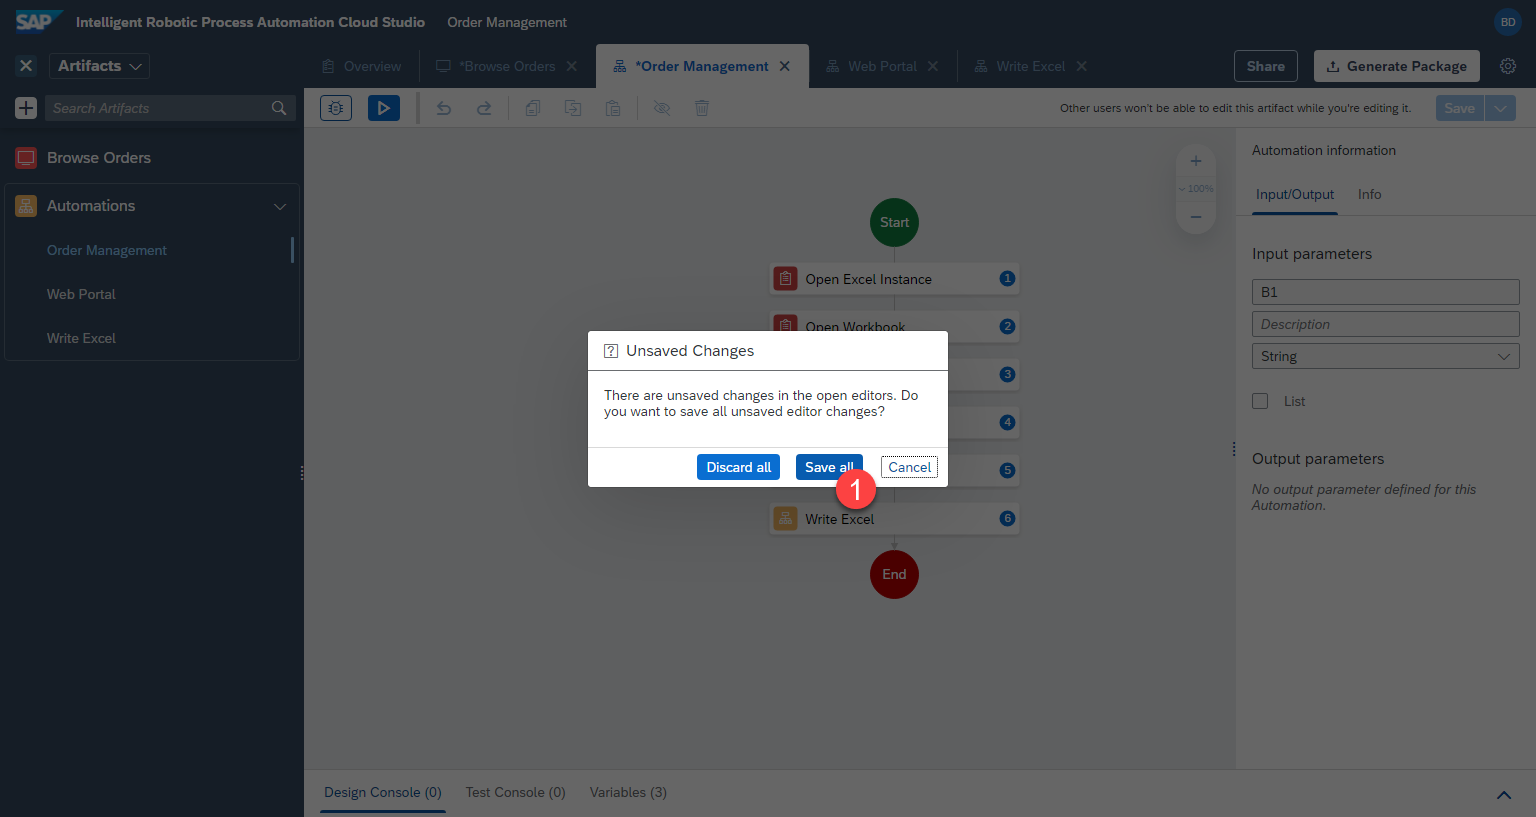 SAP Intelligent Robotic Process Automation Cloud Studio Order Management BD
Artifacts Overview *Browse Orders *Order Management Web Portal Write Excel Share Generate Package
Search Artifacts Other users won't be able to edit this artifact while you're editing it. Save
Browse Orders
Automations
Order Management
Web Portal
Write Excel
Start
Open Excel Instance 1
Open Workbook 2
3
4
5
Write Excel 6
End
+
100%
−
? Unsaved Changes
There are unsaved changes in the open editors. Do
you want to save all unsaved editor changes?
Discard all Save all Cancel
1
Automation information
Input/Output Info
Input parameters
B1
Description
String
List
Output parameters
No output parameter defined for this
Automation.
Design Console (0) Test Console (0) Variables (3)